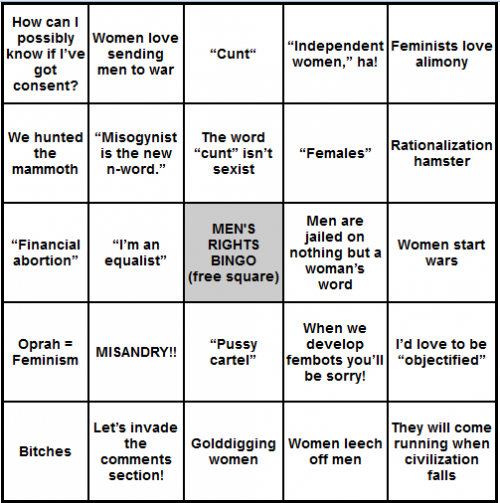 How can I
possibly
know if I've
got
consent?
Women love
sending
men to war
“Cunt“
“Independent
women,” ha!
Feminists love
alimony
We hunted
the
mammoth
“Misogynist
is the new
n-word.”
The word
“cunt” isn’t
sexist
“Females”
Rationalization
hamster
“Financial
abortion”
“I’m an
equalist”
MEN'S
RIGHTS
BINGO
(free square)
Men are
jailed on
nothing but a
woman’s
word
Women start
wars
Oprah =
Feminism
MISANDRY!!
“Pussy
cartel”
When we
develop
fembots you’ll
be sorry!
I’d love to be
“objectified”
Bitches
Let’s invade
the
comments
section!
Golddigging
women
Women leech
off men
They will come
running when
civilization
falls